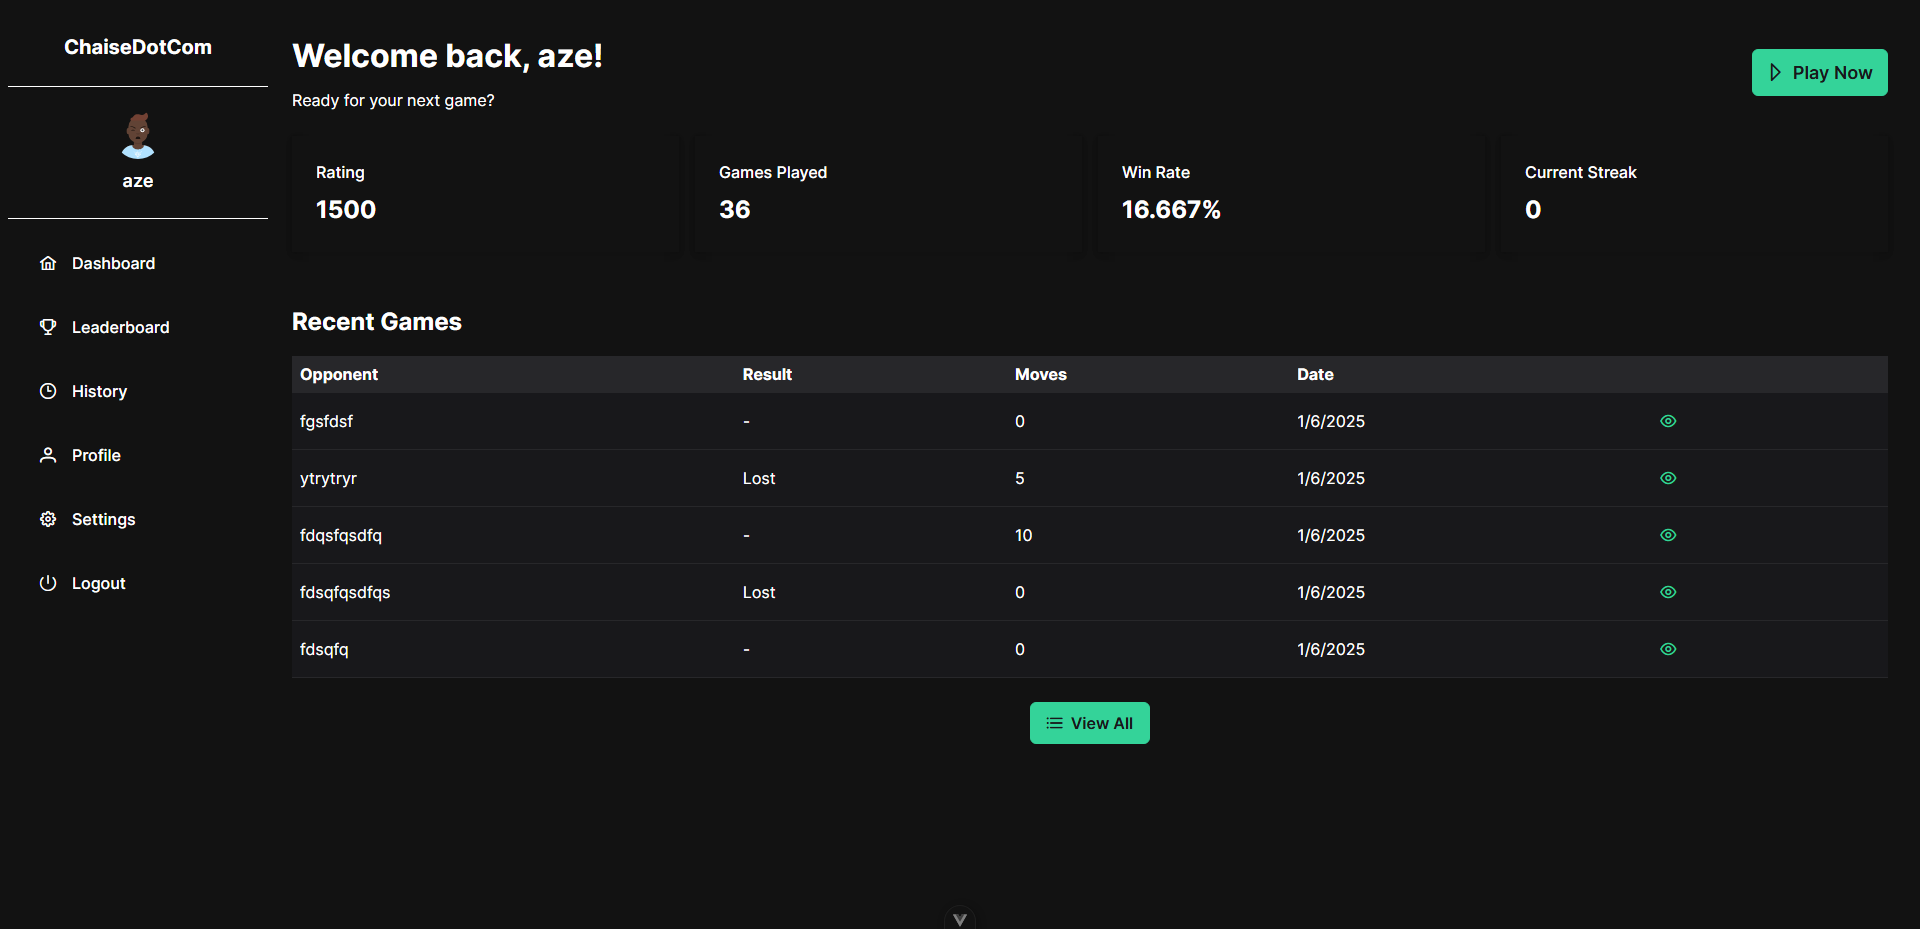 ChaiseDotCom
aze
Dashboard
Leaderboard
History
Profile
Settings
Logout
Welcome back, aze!
Ready for your next game?
Play Now
Rating
1500
Games Played
36
Win Rate
16.667%
Current Streak
0
Recent Games
Opponent Result Moves Date
fgsfdsf - 0 1/6/2025
ytrytryr Lost 5 1/6/2025
fdqsfqsdfq - 10 1/6/2025
fdsqfqsdfqs Lost 0 1/6/2025
fdsqfq - 0 1/6/2025
View All